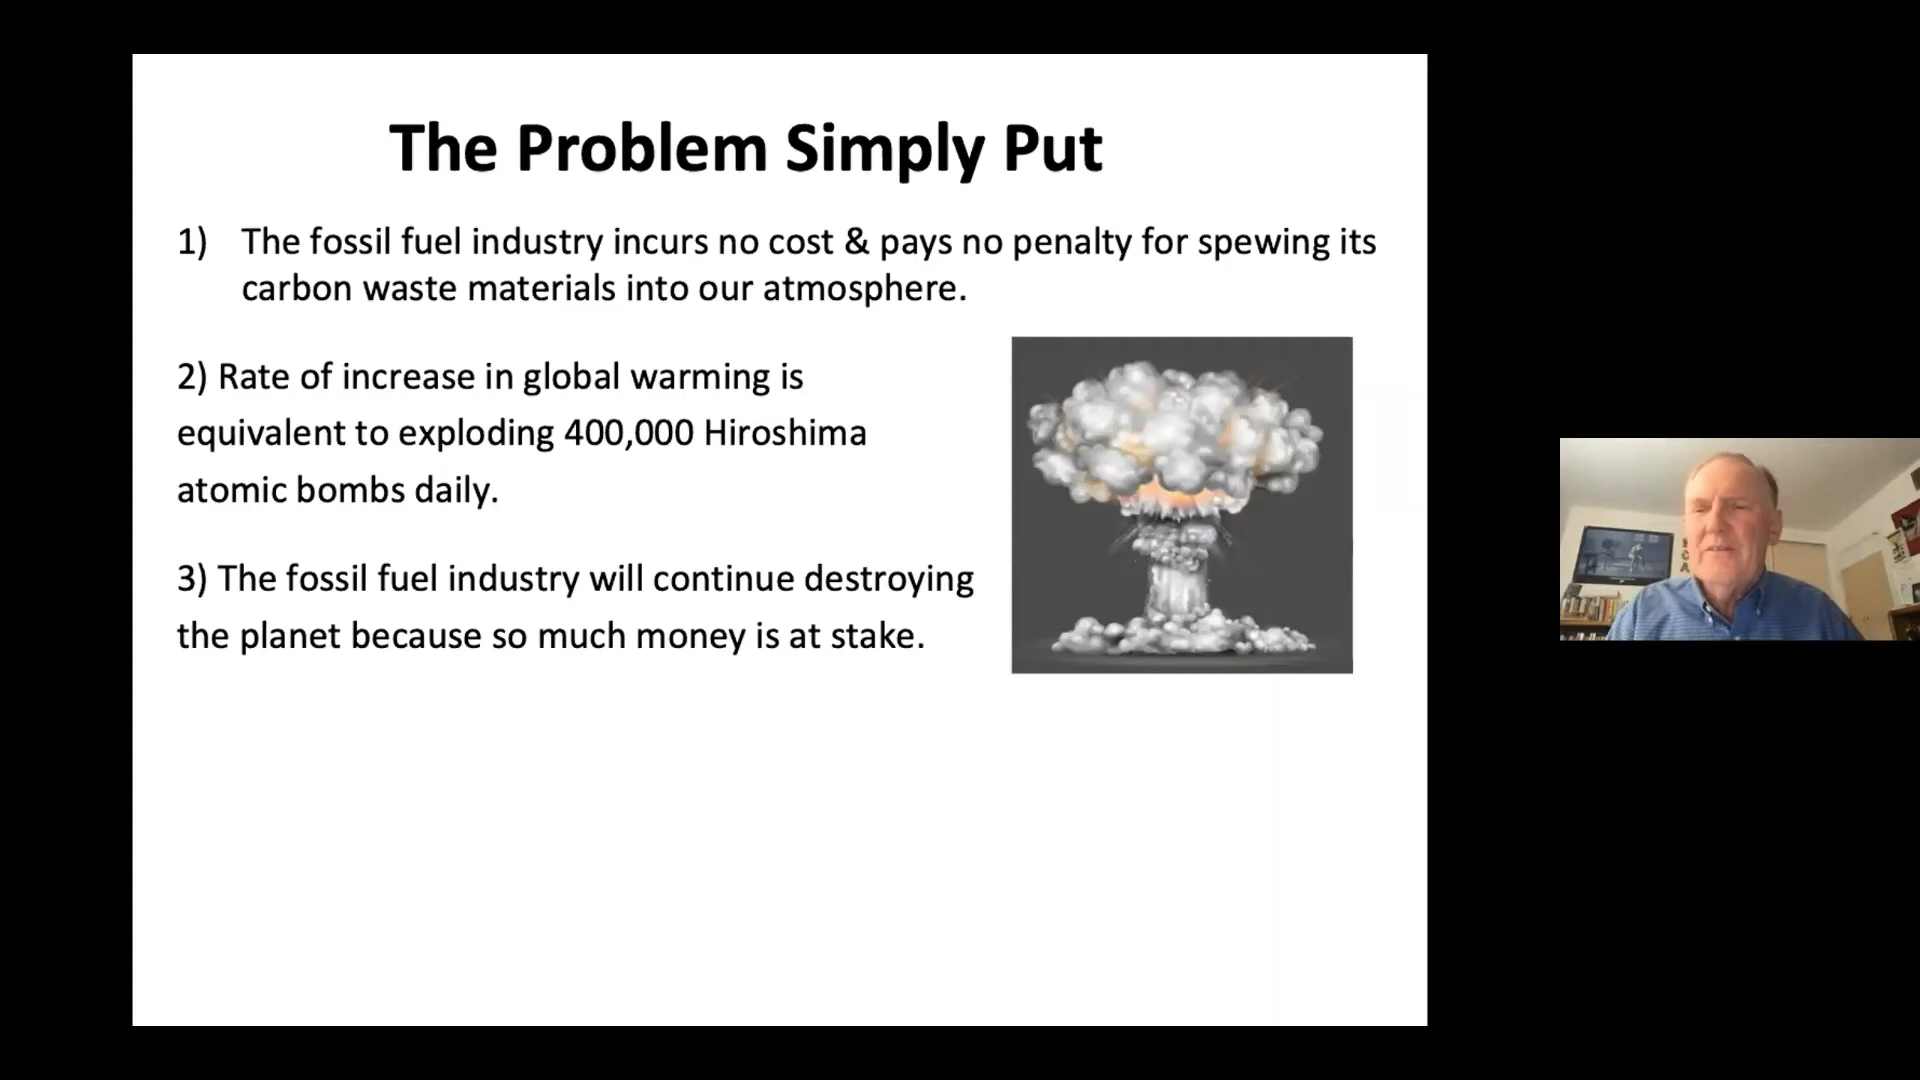 The Problem Simply Put
1) The fossil fuel industry incurs no cost & pays no penalty for spewing its
carbon waste materials into our atmosphere.
2) Rate of increase in global warming is
equivalent to exploding 400,000 Hiroshima
atomic bombs daily.
3) The fossil fuel industry will continue destroying
the planet because so much money is at stake.